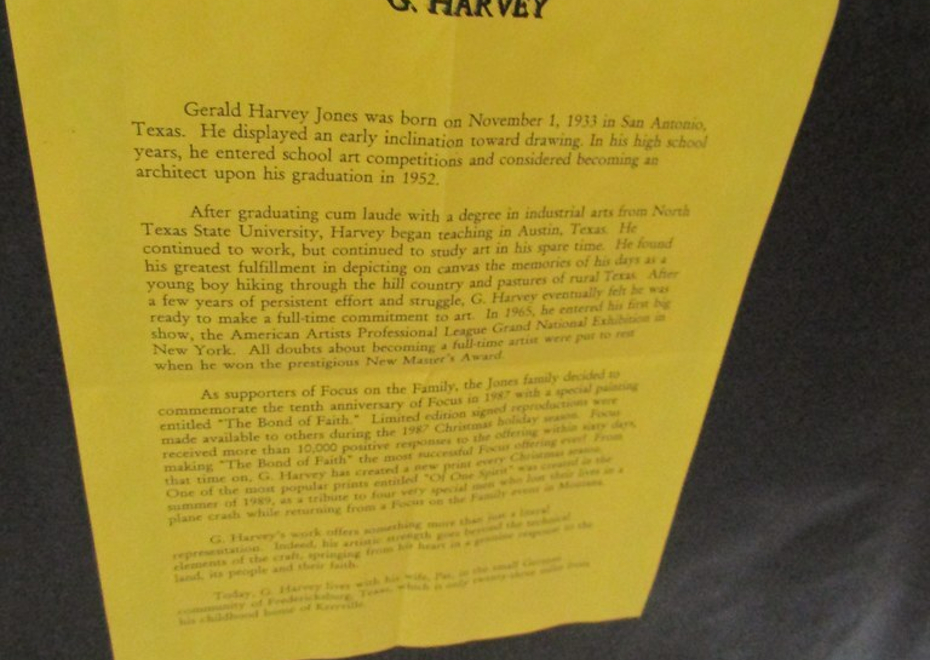 G. HARVEY
Gerald Harvey Jones was born on November 1, 1933 in San Antonio,
Texas. He displayed an early inclination toward drawing. In his high school
years, he entered school art competitions and considered becoming an
architect upon his graduation in 1952.
After graduating cum laude with a degree in industrial arts from North
Texas State University, Harvey began teaching in Austin, Texas. He
continued to work, but continued to study art in his spare time. He found
his greatest fulfillment in depicting on canvas the memories of his days as a
young boy hiking through the hill country and pastures of rural Texas. After
a few years of persistent effort and struggle, G. Harvey eventually felt he was
ready to make a full-time commitment to art. In 1965, he entered his first big
show, the American Artists Professional League Grand National Exhibition in
New York. All doubts about becoming a full-time artist were put to rest
when he won the prestigious New Master's Award.
As supporters of Focus on the Family, the Jones family decided to
commemorate the tenth anniversary of Focus in 1987 with a special painting
entitled "The Bond of Faith." Limited edition signed reproductions were
made available to others during the 1987 Christmas holiday season. Focus
received more than 10,000 positive responses to the offering within sixty days,
making "The Bond of Faith" the most successful Focus offering ever! From
that time on, G. Harvey has created a new print every Christmas season.
One of the most popular prints entitled "Of One Spirit" was created in the
summer of 1989, as a tribute to four very special men who lost their lives in a
plane crash while returning from a Focus on the Family event in Montana.
G. Harvey's work offers something more than just a literal
representation. Indeed, his artistic strength goes beyond the technical
elements of the craft, springing from his heart in a genuine response to the
land, its people and their faith.
Today, G. Harvey lives with his wife, Pat, in the small German
community of Fredericksburg, Texas, which is only twenty-three miles from
his childhood home of Kerrville.